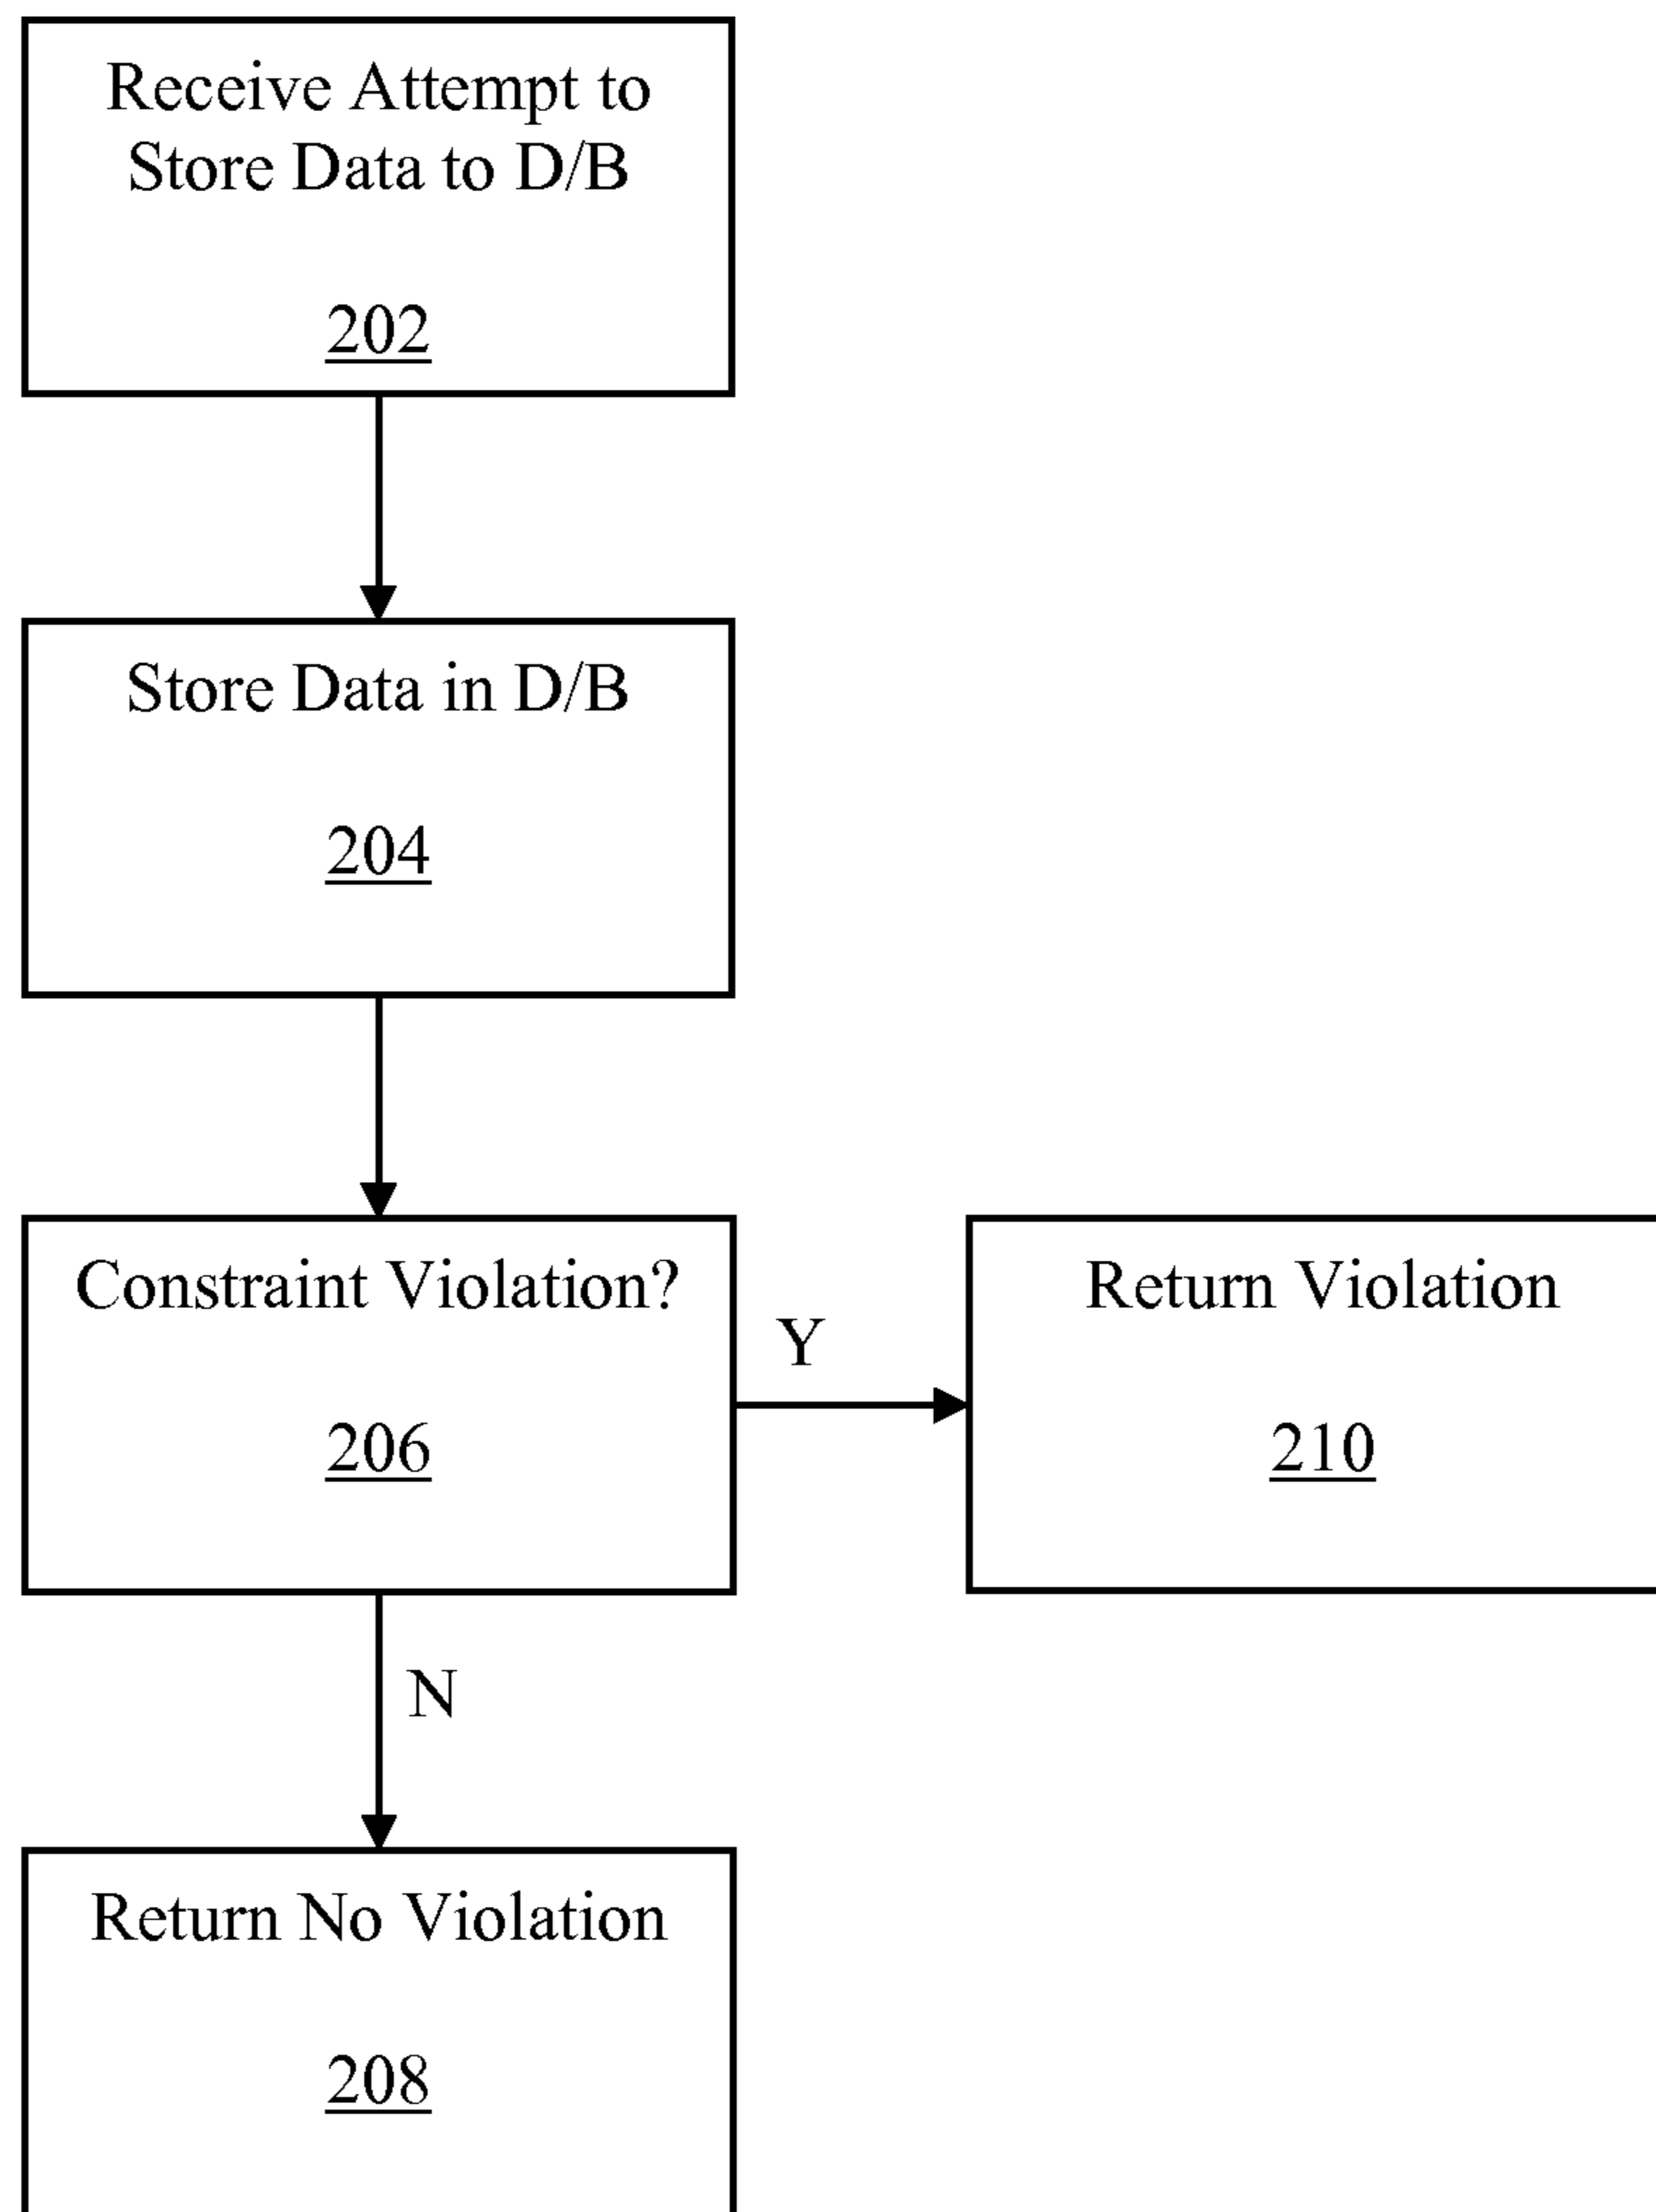 Receive Attempt to
Store Data to D/B
202
Store Data in D/B
204
Constraint Violation?
206
Y
Return Violation
210
N
Return No Violation
208